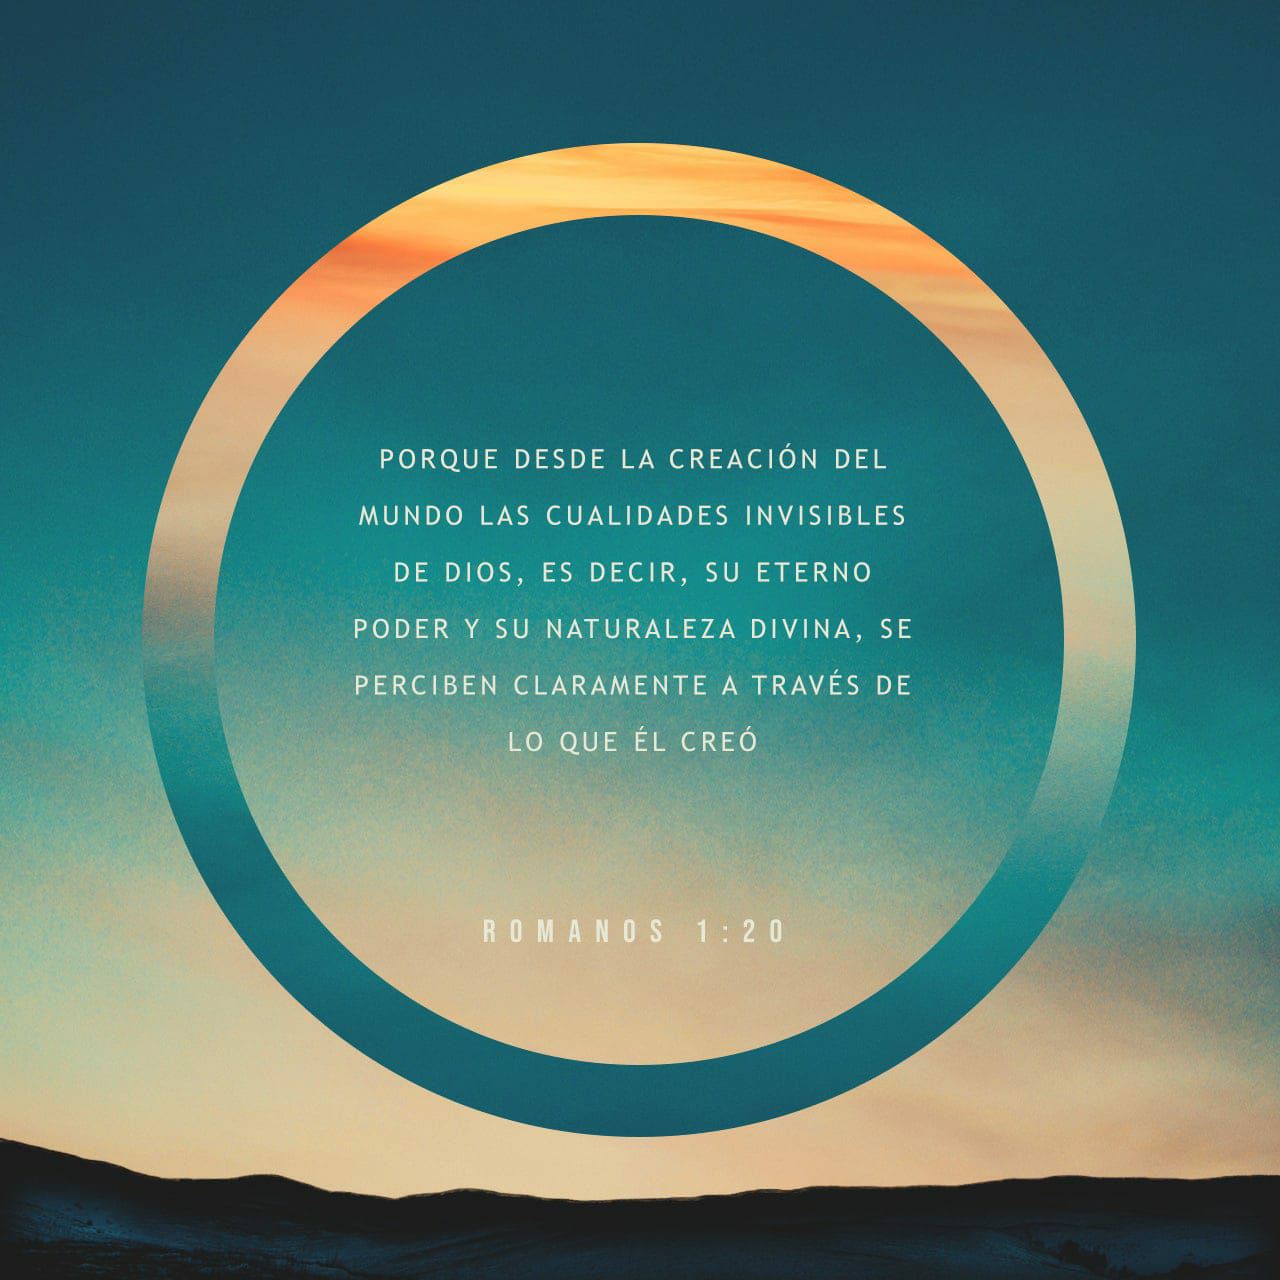 PORQUE DESDE LA CREACIÓN DEL
MUNDO LAS CUALIDADES INVISIBLES
DE DIOS, ES DECIR, SU ETERNO
PODER Y SU NATURALEZA DIVINA, SE
PERCIBEN CLARAMENTE A TRAVÉS DE
LO QUE ÉL CREÓ
ROMANOS 1:20